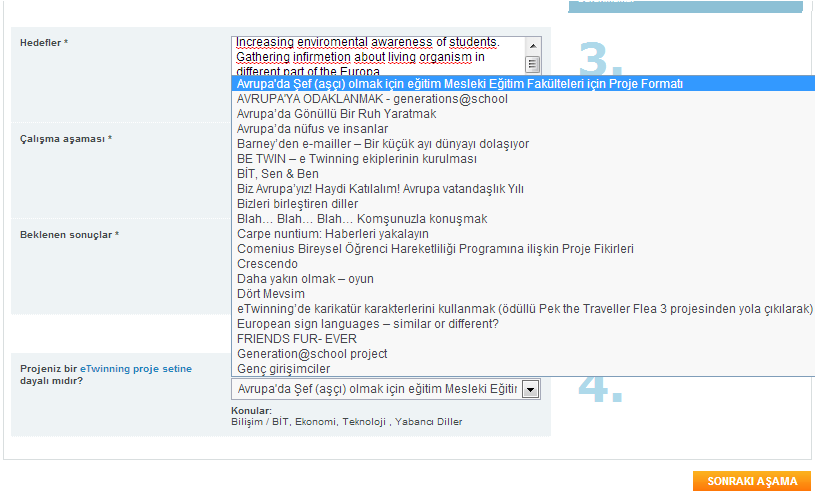 Hedefler *
Increasing enviromental awareness of students.
Gathering infirmetion about living organism in
different part of the Europa
3.
Avrupa'da Şef (aşçı) olmak için eğitim Mesleki Eğitim Fakülteleri için Proje Formatı
AVRUPA'YA ODAKLANMAK - generations@school
Avrupa'da Gönüllü Bir Ruh Yaratmak
Avrupa'da nüfus ve insanlar
Çalışma aşaması *
Barney'den e-mailler – Bir küçük ayı dünyayı dolaşıyor
BE TWIN – e Twinning ekiplerinin kurulması
BİT, Sen & Ben
Biz Avrupa'yız! Haydi Katılalım! Avrupa vatandaşlık Yılı
Bizleri birleştiren diller
Blah… Blah… Blah… Komşunuzla konuşmak
Beklenen sonuçlar *
Carpe nuntium: Haberleri yakalayın
Comenius Bireysel Öğrenci Hareketliliği Programına ilişkin Proje Fikirleri
Crescendo
Daha yakın olmak – oyun
Dört Mevsim
eTwinning'de karikatür karakterlerini kullanmak (ödüllü Pek the Traveller Flea 3 projesinden yola çıkılarak)
European sign languages – similar or different?
FRIENDS FUR- EVER
Generation@school project
Genç girişimciler
Projeniz bir eTwinning proje setine
dayalı mıdır?
4.
Avrupa'da Şef (aşçı) olmak için eğitim Mesleki Eğitir
Konular:
Bilişim / BİT, Ekonomi, Teknoloji , Yabancı Diller
SONRAKI AŞAMA